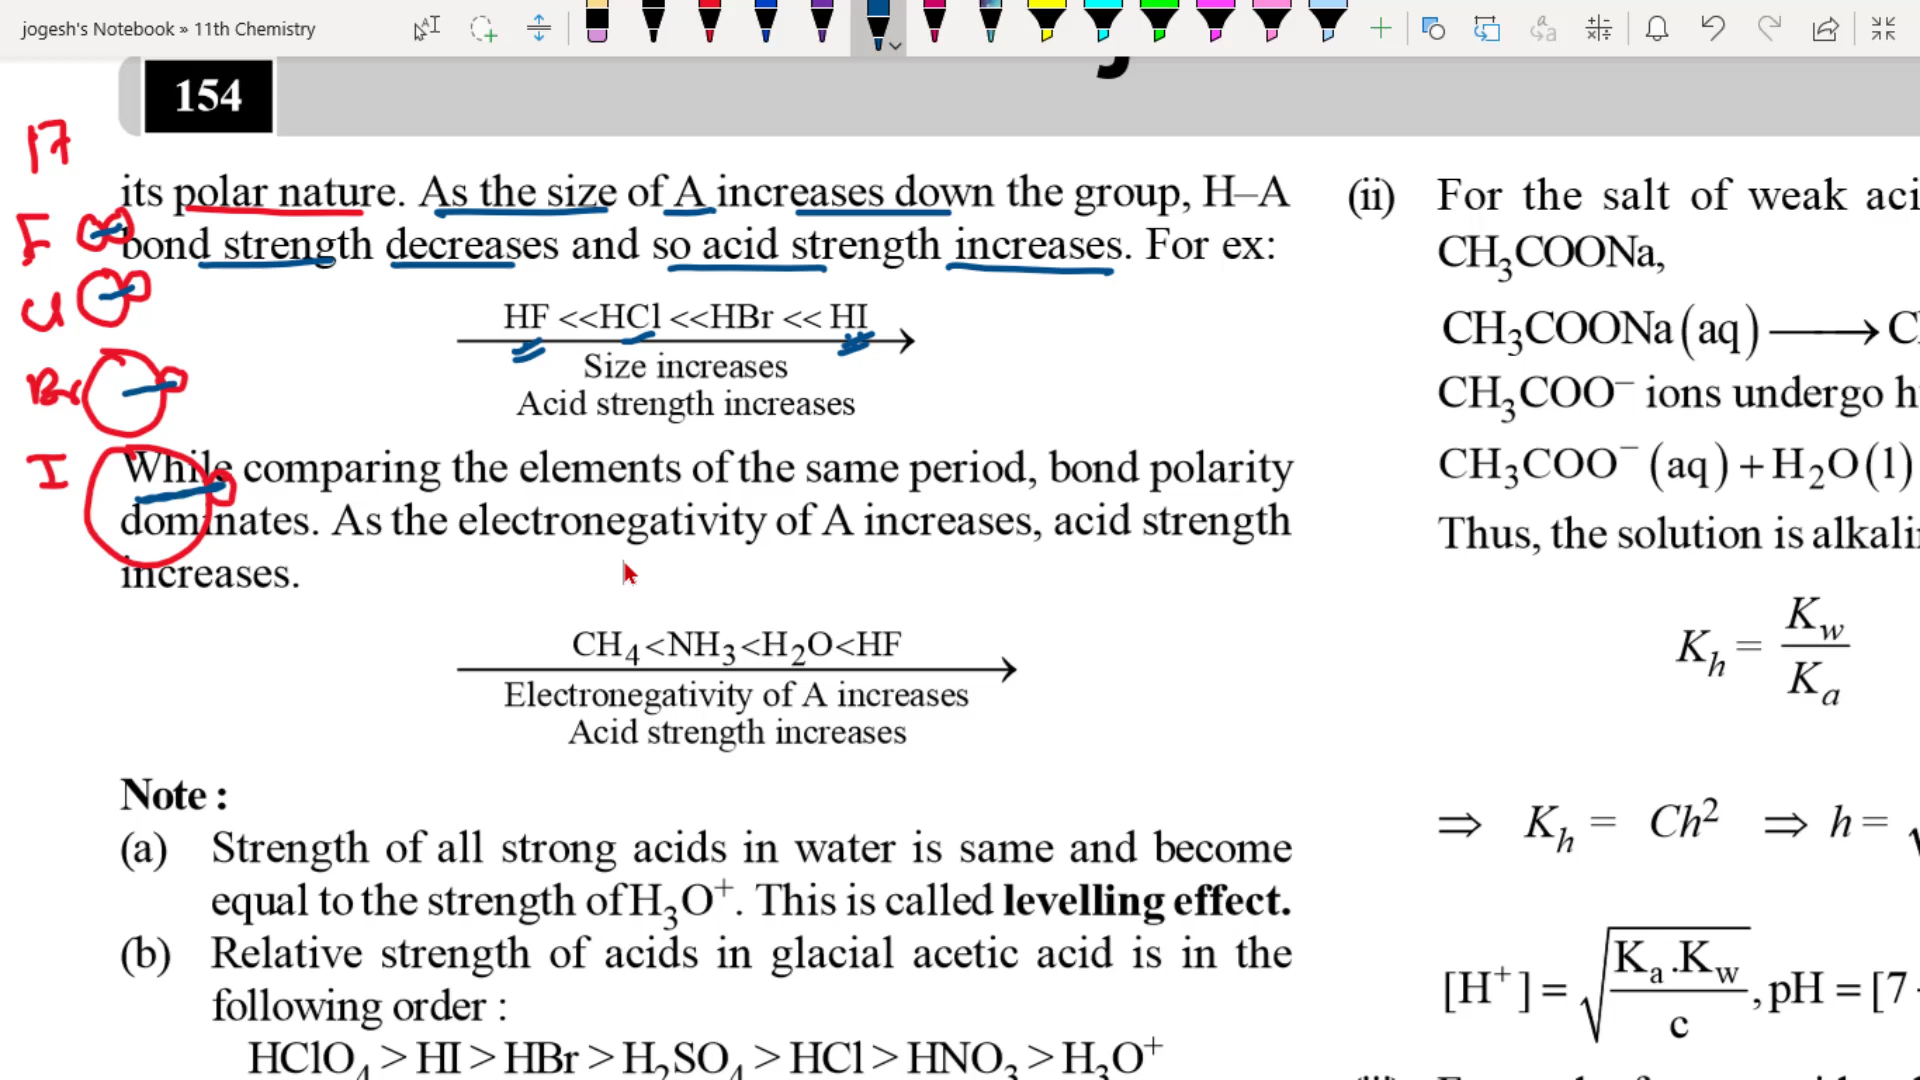 jogesh's Notebook » 11th Chemistry
154
17
F
Cl
Br
I
its polar nature. As the size of A increases down the group, H–A
bond strength decreases and so acid strength increases. For ex:
HF <<HCl <<HBr << HI
Size increases
Acid strength increases
While comparing the elements of the same period, bond polarity
dominates. As the electronegativity of A increases, acid strength
increases.
CH₄<NH₃<H₂O<HF
Electronegativity of A increases
Acid strength increases
Note :
(a) Strength of all strong acids in water is same and become
equal to the strength of H₃O⁺. This is called levelling effect.
(b) Relative strength of acids in glacial acetic acid is in the
following order :
HClO₄ > HI > HBr > H₂SO₄ > HCl > HNO₃ > H₃O⁺
(ii) For the salt of weak aci
CH₃COONa,
CH₃COONa(aq) ⟶ C
CH₃COO⁻ ions undergo h
CH₃COO⁻ (aq) + H₂O(l)
Thus, the solution is alkali
Kₕ = K_w / K_a
⇒ Kₕ = Ch² ⇒ h = √
[H⁺] = √(Kₐ.K_w / c), pH = [7